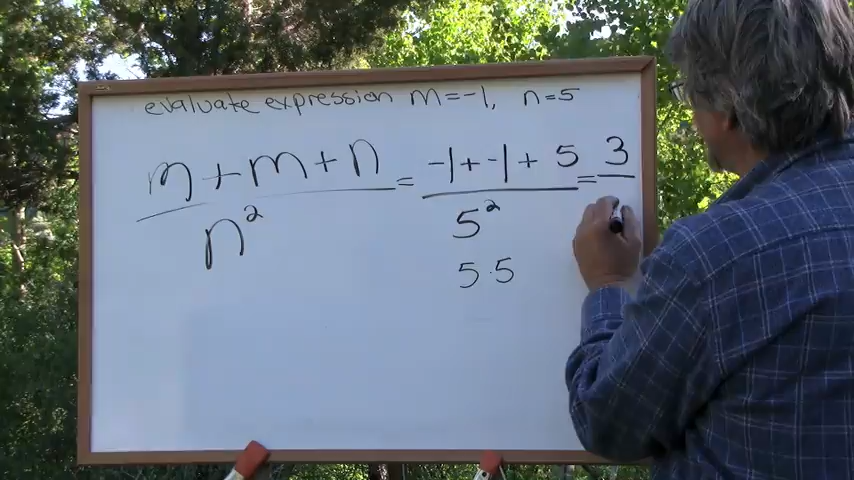 evaluate expression m=-1, n=5
m+m+n = -1+-1+5 = 3
n² 5²
5·5